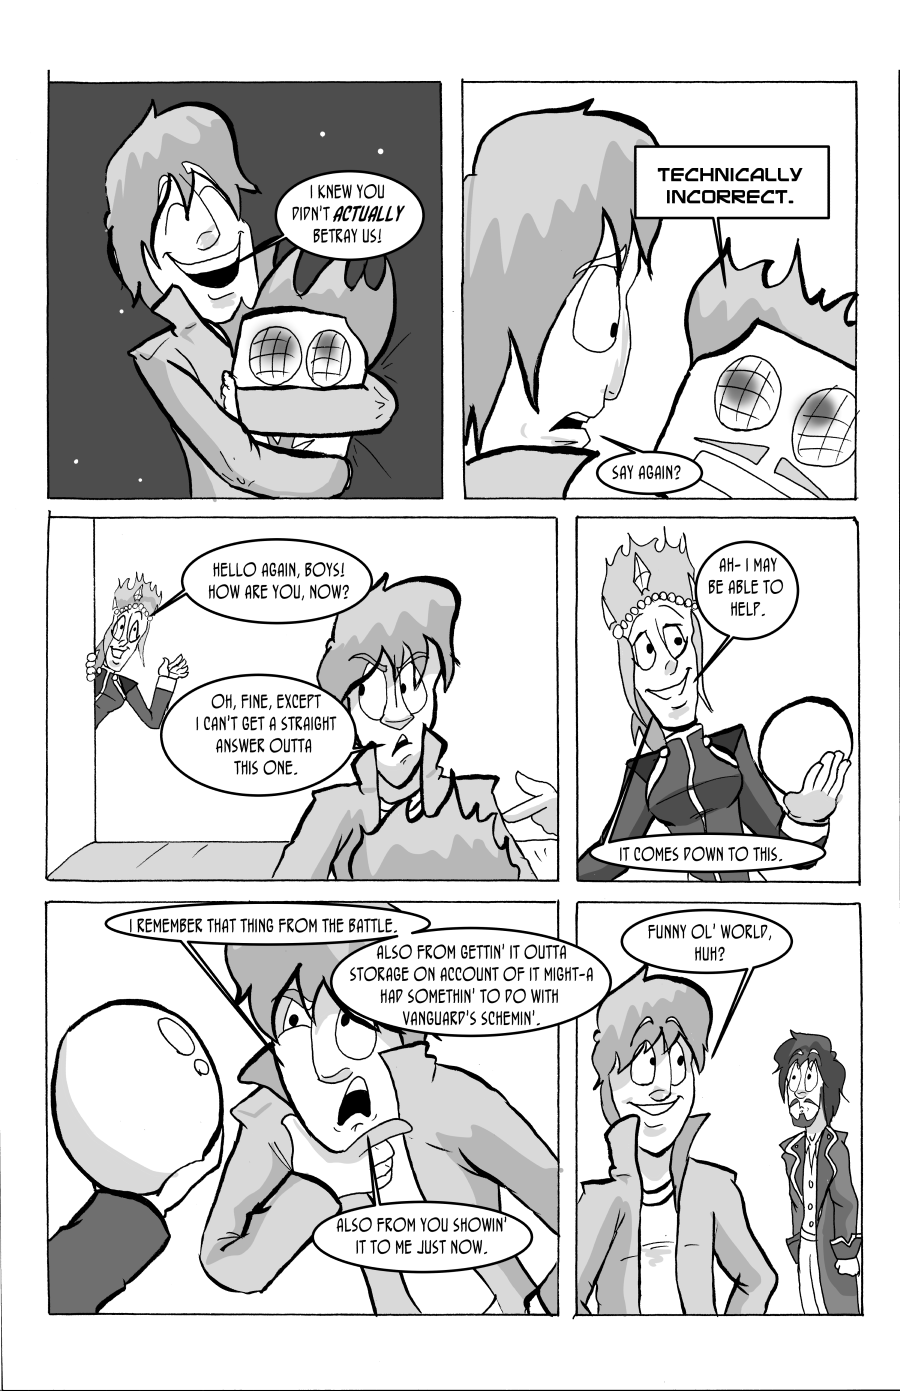 I KNEW YOU
DIDN'T ACTUALLY
BETRAY US!
TECHNICALLY
INCORRECT.
SAY AGAIN?
HELLO AGAIN, BOYS!
HOW ARE YOU, NOW?
OH, FINE, EXCEPT
I CAN'T GET A STRAIGHT
ANSWER OUTTA
THIS ONE.
AH- I MAY
BE ABLE TO
HELP.
IT COMES DOWN TO THIS.
I REMEMBER THAT THING FROM THE BATTLE.
ALSO FROM GETTIN' IT OUTTA
STORAGE ON ACCOUNT OF IT MIGHT-A
HAD SOMETHIN' TO DO WITH
VANGUARD'S SCHEMIN'.
ALSO FROM YOU SHOWIN'
IT TO ME JUST NOW.
FUNNY OL' WORLD,
HUH?